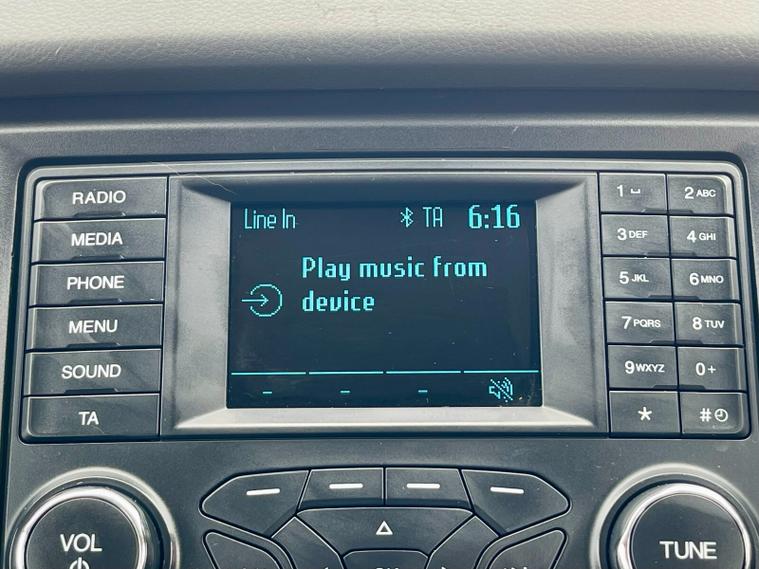 RADIO
MEDIA
PHONE
MENU
SOUND
TA
Line In TA 6:16
Play music from
device
1 2 ABC
3 DEF 4 GHI
5 JKL 6 MNO
7 PQRS 8 TUV
9 WXYZ 0 +
* #
VOL
TUNE